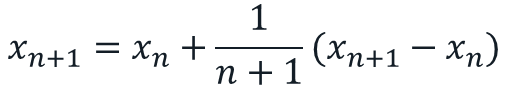 $x_{n+1} = x_n + \frac{1}{n+1}(x_{n+1} - x_n)$